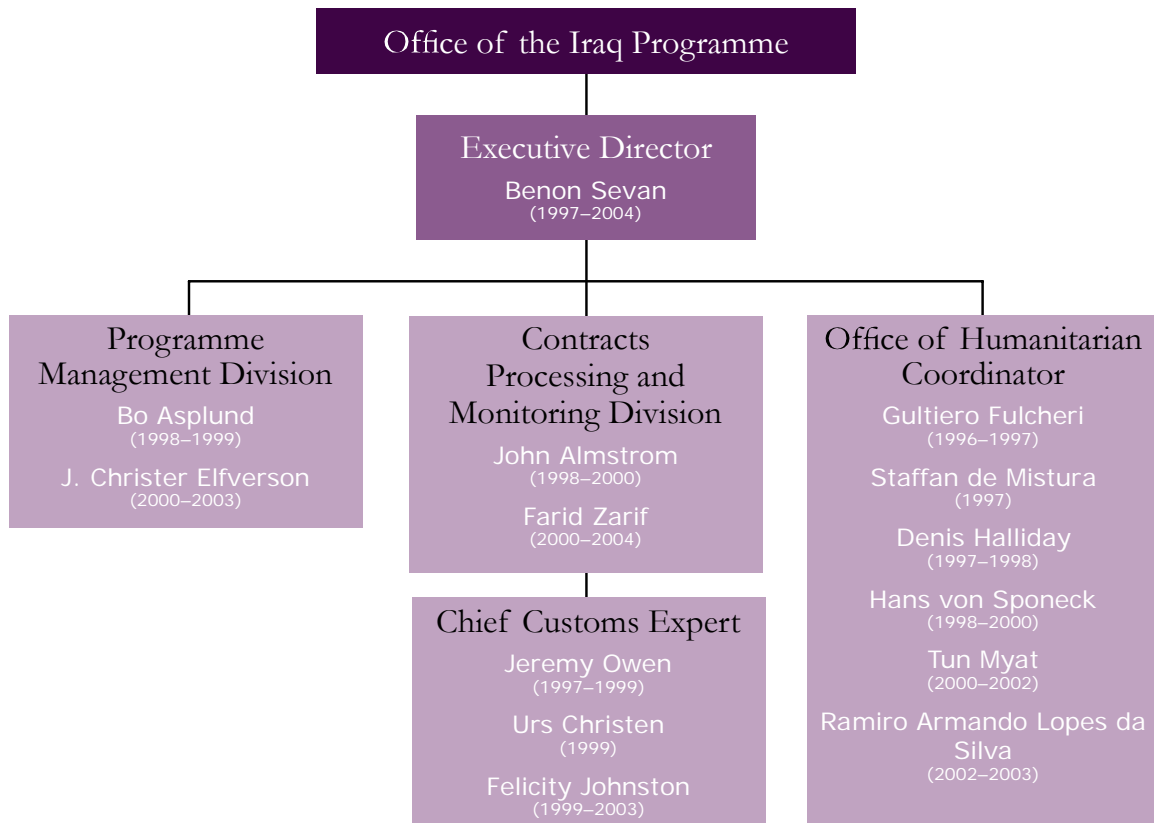 Office of the Iraq Programme
Executive Director
Benon Sevan
(1997–2004)
Programme
Management Division
Bo Asplund
(1998–1999)
J. Christer Elfverson
(2000–2003)
Contracts
Processing and
Monitoring Division
John Almstrom
(1998–2000)
Farid Zarif
(2000–2004)
Chief Customs Expert
Jeremy Owen
(1997–1999)
Urs Christen
(1999)
Felicity Johnston
(1999–2003)
Office of Humanitarian
Coordinator
Gultiero Fulcheri
(1996–1997)
Staffan de Mistura
(1997)
Denis Halliday
(1997–1998)
Hans von Sponeck
(1998–2000)
Tun Myat
(2000–2002)
Ramiro Armando Lopes da
Silva
(2002–2003)